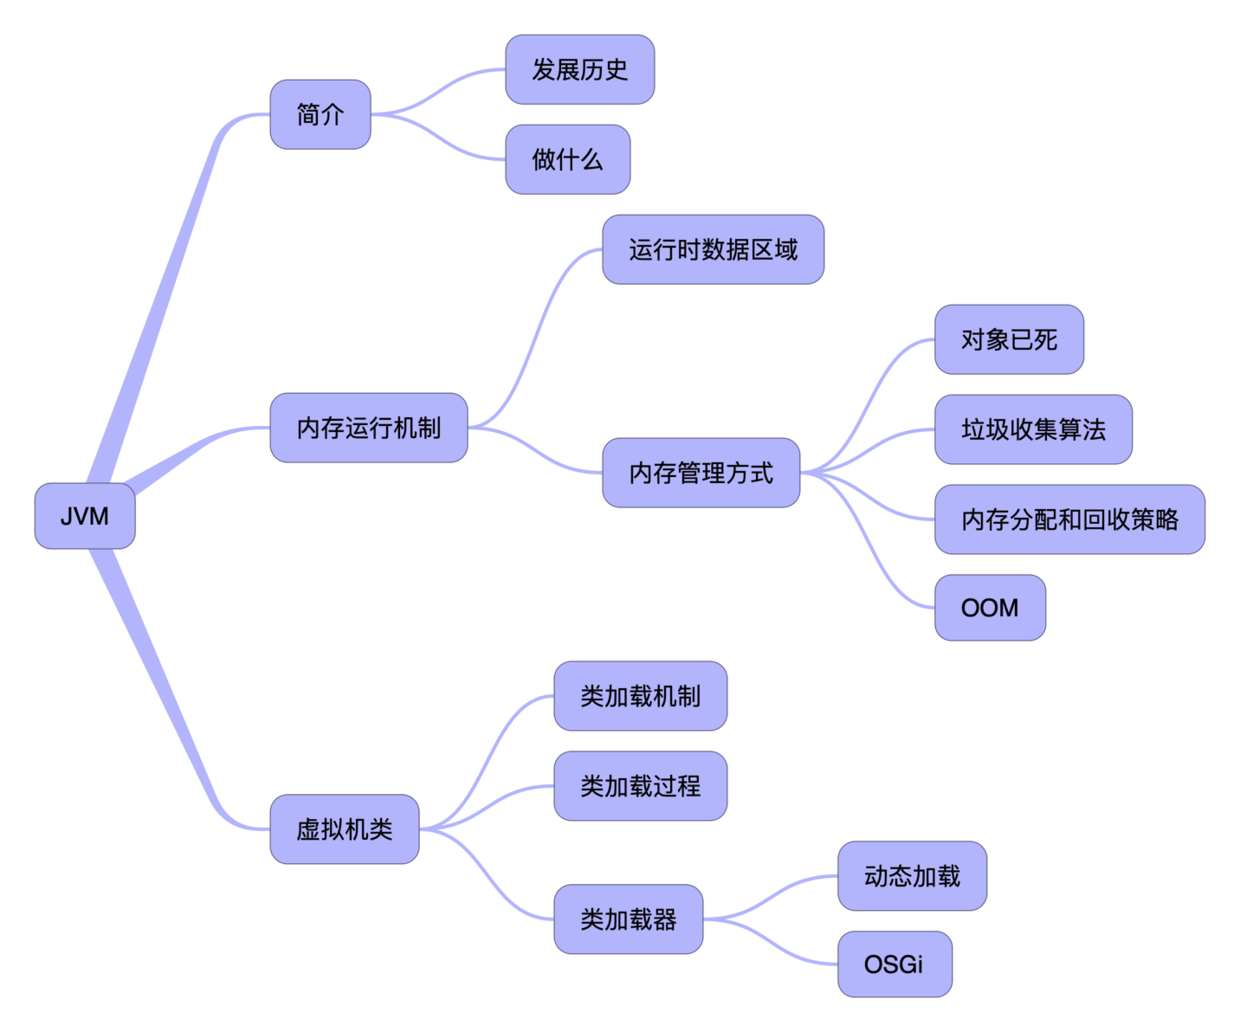 发展历史
简介
做什么
运行时数据区域
对象已死
垃圾收集算法
内存运行机制
内存管理方式
内存分配和回收策略
JVM
OOM
类加载机制
类加载过程
虚拟机类
动态加载
类加载器
OSGi